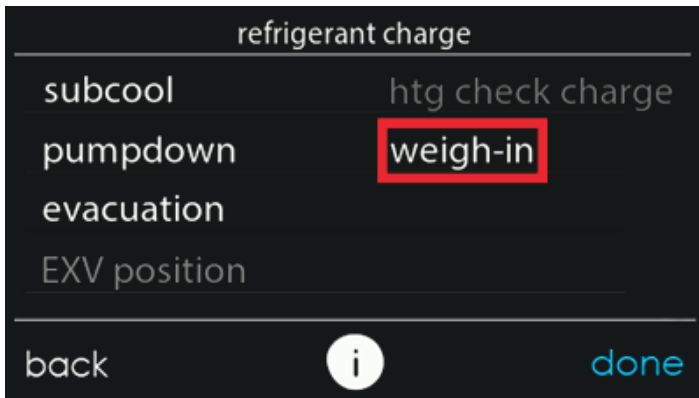 refrigerant charge
subcool htg check charge
pumpdown weigh-in
evacuation
EXV position
back i done